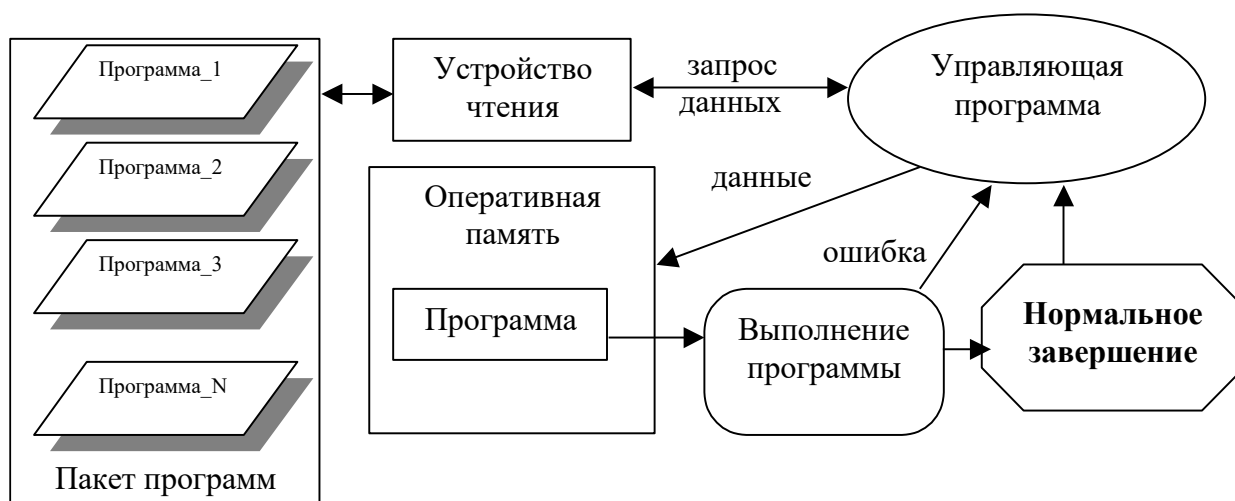 Программа_1
Программа_2
Программа_3
Программа_N
Пакет программ
Устройство
чтения
запрос
данных
Управляющая
программа
данные
Оперативная
память
Программа
ошибка
Выполнение
программы
Нормальное
завершение